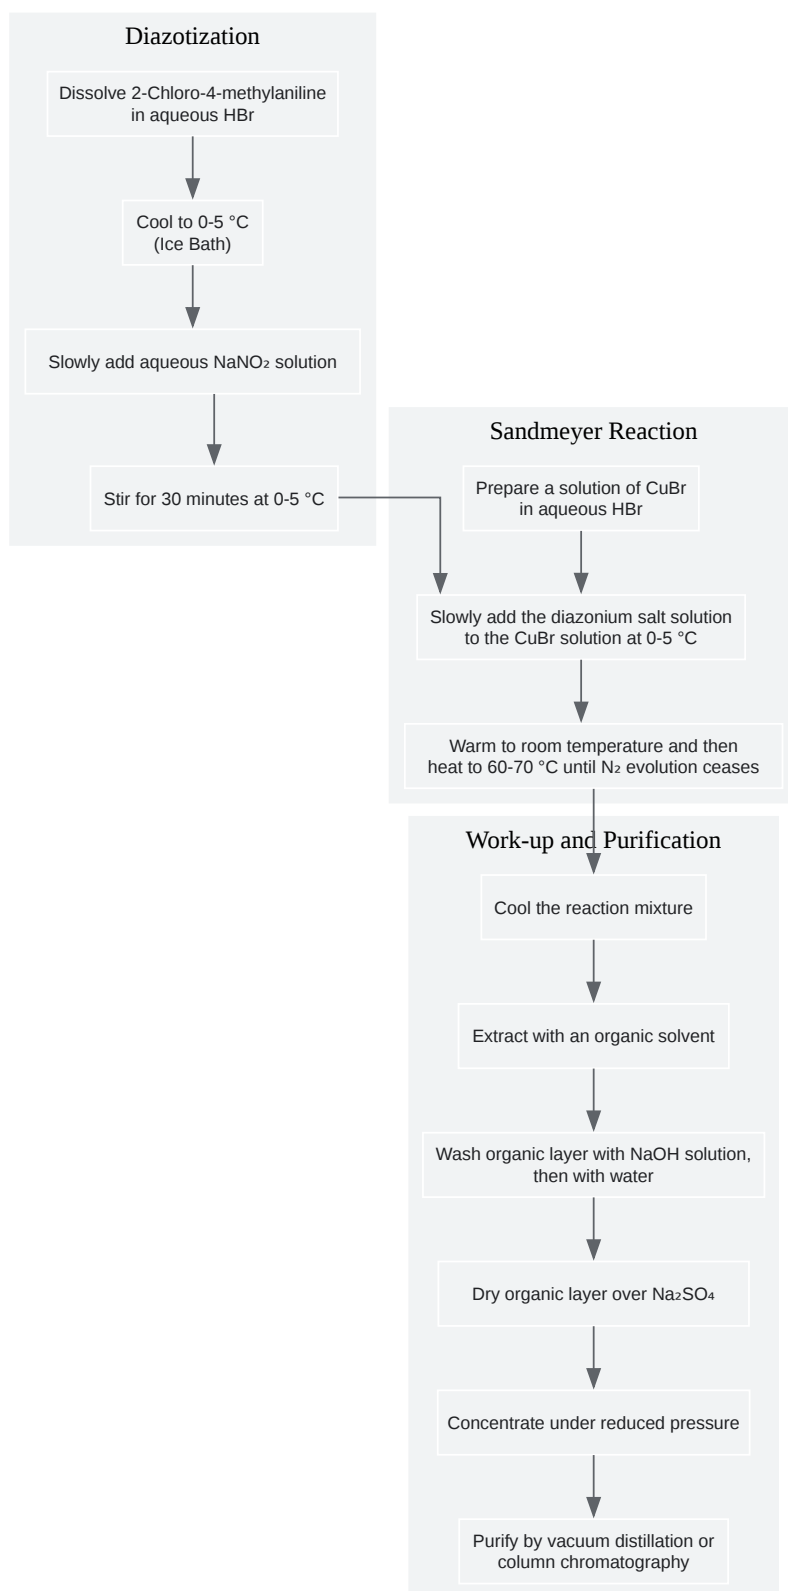 Diazotization
Dissolve 2-Chloro-4-methylaniline
in aqueous HBr
Cool to 0-5 °C
(Ice Bath)
Slowly add aqueous NaNO₂ solution
Stir for 30 minutes at 0-5 °C
Sandmeyer Reaction
Prepare a solution of CuBr
in aqueous HBr
Slowly add the diazonium salt solution
to the CuBr solution at 0-5 °C
Warm to room temperature and then
heat to 60-70 °C until N₂ evolution ceases
Work-up and Purification
Cool the reaction mixture
Extract with an organic solvent
Wash organic layer with NaOH solution,
then with water
Dry organic layer over Na₂SO₄
Concentrate under reduced pressure
Purify by vacuum distillation or
column chromatography